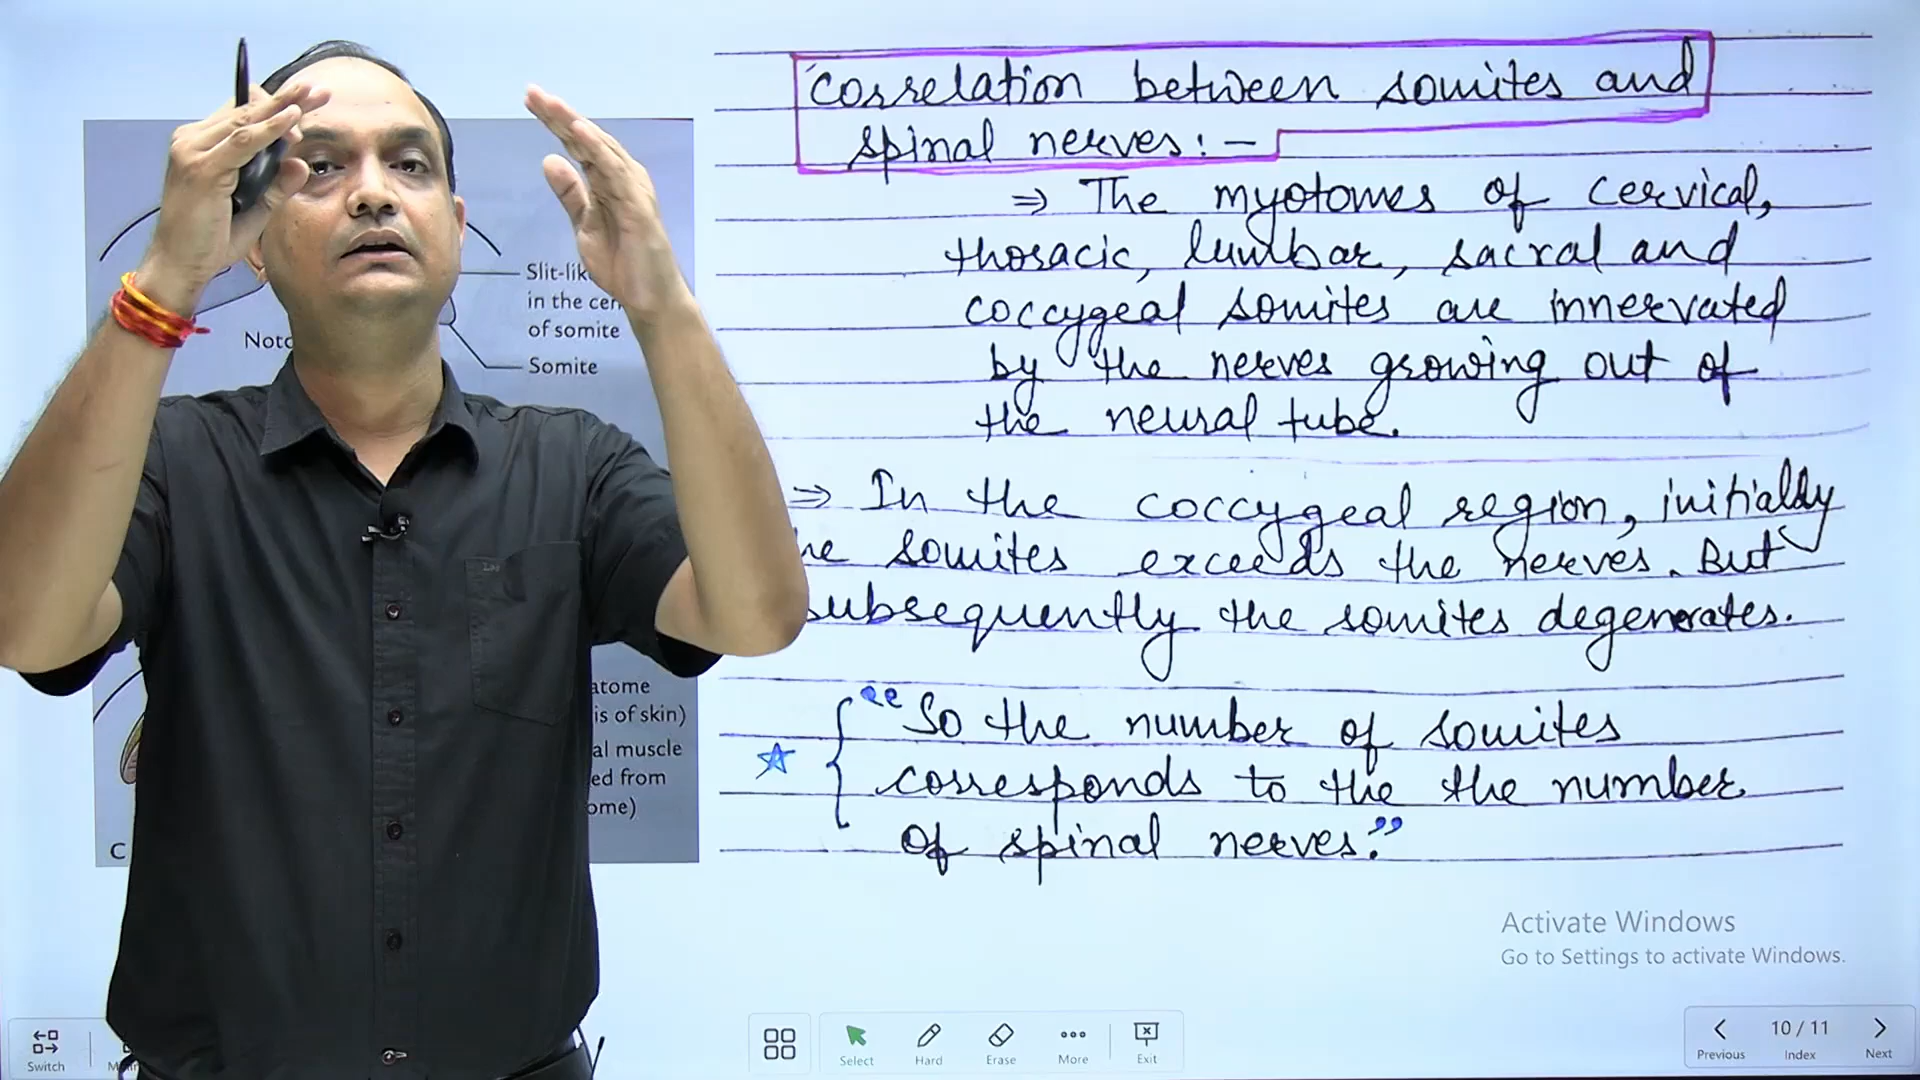 Correlation between somites and
spinal nerves: -
⇒ The myotomes of cervical,
thoracic, lumbar, sacral and
coccygeal somites are innervated
by the nerves growing out of
the neural tube.
⇒ In the coccygeal region, initially
he somites exceeds the nerves. But
subsequently the somites degenerates.
"So the number of somites
corresponds to the the number
of spinal nerves."
Slit-lik
in the cen
of somite
Noto
Somite
atome
is of skin)
al muscle
ed from
ome)
C
Activate Windows
Go to Settings to activate Windows.
Switch
Select
Hard
Erase
More
Exit
Previous
10 / 11
Index
Next